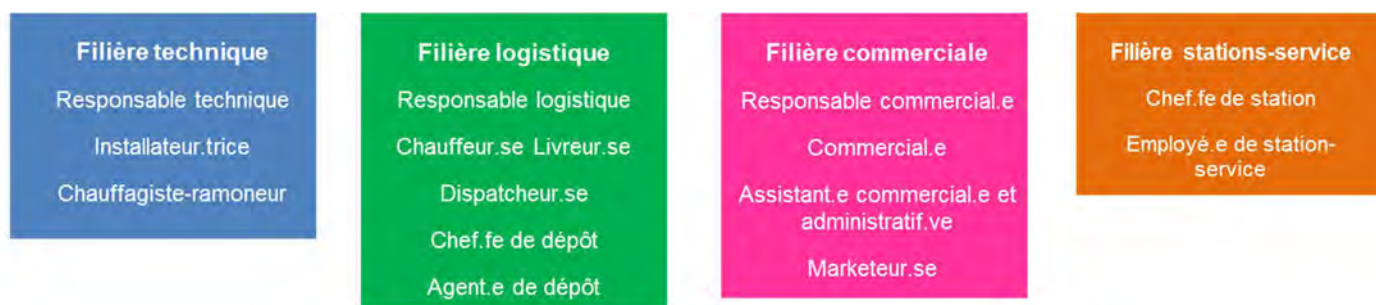 Filière technique
Responsable technique
Installateur.trice
Chauffagiste-ramoneur
Filière logistique
Responsable logistique
Chauffeur.se Livreur.se
Dispatcheur.se
Chef.fe de dépôt
Agent.e de dépôt
Filière commerciale
Responsable commercial.e
Commercial.e
Assistant.e commercial.e et
administratif.ve
Marketeur.se
Filière stations-service
Chef.fe de station
Employé.e de station-
service